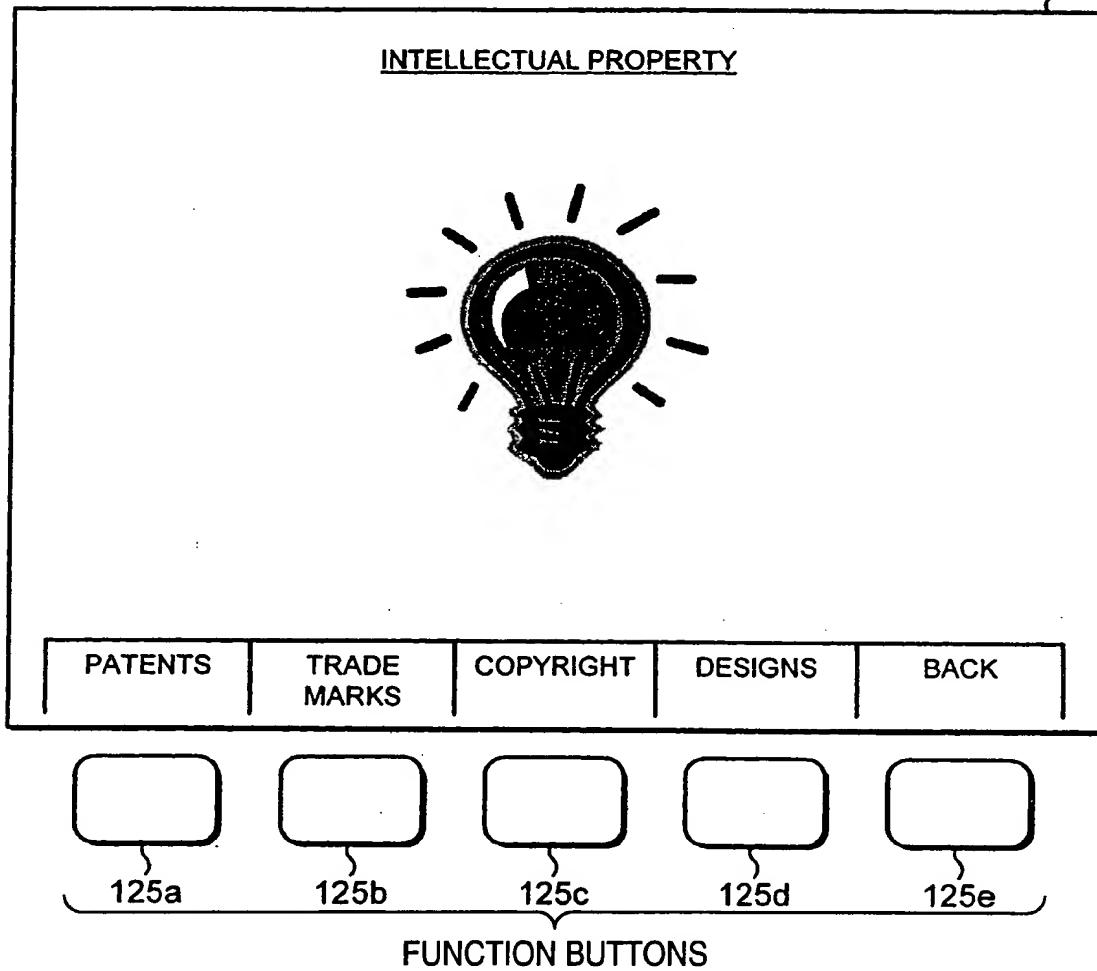 INTELLECTUAL PROPERTY
PATENTS
TRADE
MARKS
COPYRIGHT
DESIGNS
BACK
125a
125b
125c
125d
125e
FUNCTION BUTTONS